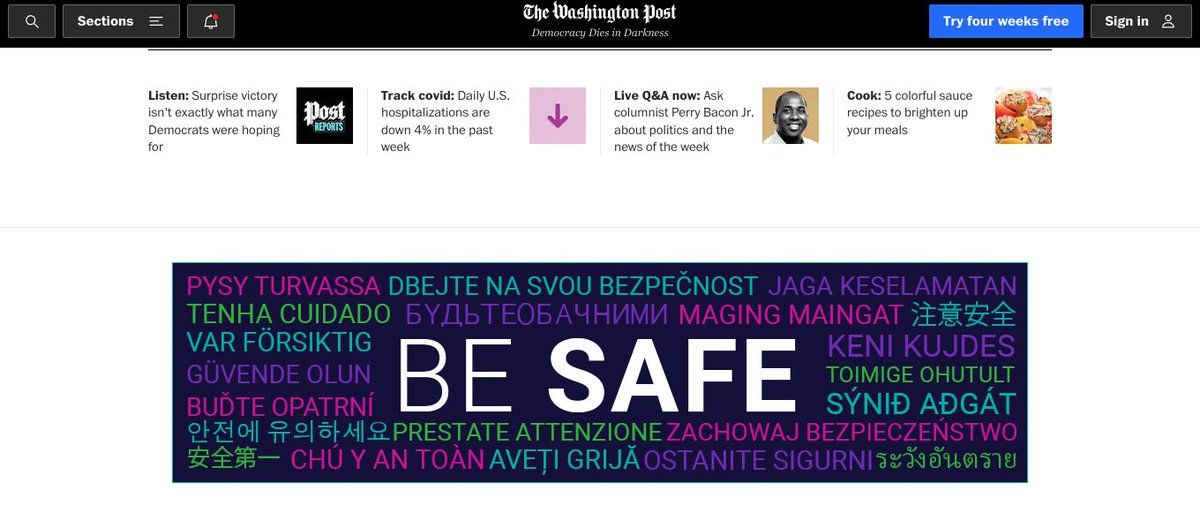 Sections
The Washington Post
Democracy Dies in Darkness
Try four weeks free
Sign in
Listen: Surprise victory
isn't exactly what many
Democrats were hoping
for
Post
REPORTS
Track covid: Daily U.S.
hospitalizations are
down 4% in the past
week
Live Q&A now: Ask
columnist Perry Bacon Jr.
about politics and the
news of the week
Cook: 5 colorful sauce
recipes to brighten up
your meals
PYSY TURVASSA DBEJTE NA SVOU BEZPEČNOST JAGA KESELAMATAN
TENHA CUIDADO БУДЬТЕОБАЧНИМИ MAGING MAINGAT 注意安全
VAR FÖRSIKTIG
GÜVENDE OLUN
BUĎTE OPATRNÍ
BE SAFE
KENI KUJDES
TOIMIGE OHUTULT
SÝNIÐ AÐGÁT
안전에 유의하세요 PRESTATE ATTENZIONE ZACHOWAJ BEZPIECZEŃSTWO
安全第一 CHÚ Y AN TOÀN AVEȚI GRIJĂ OSTANITE SIGURNI ระวังอันตราย